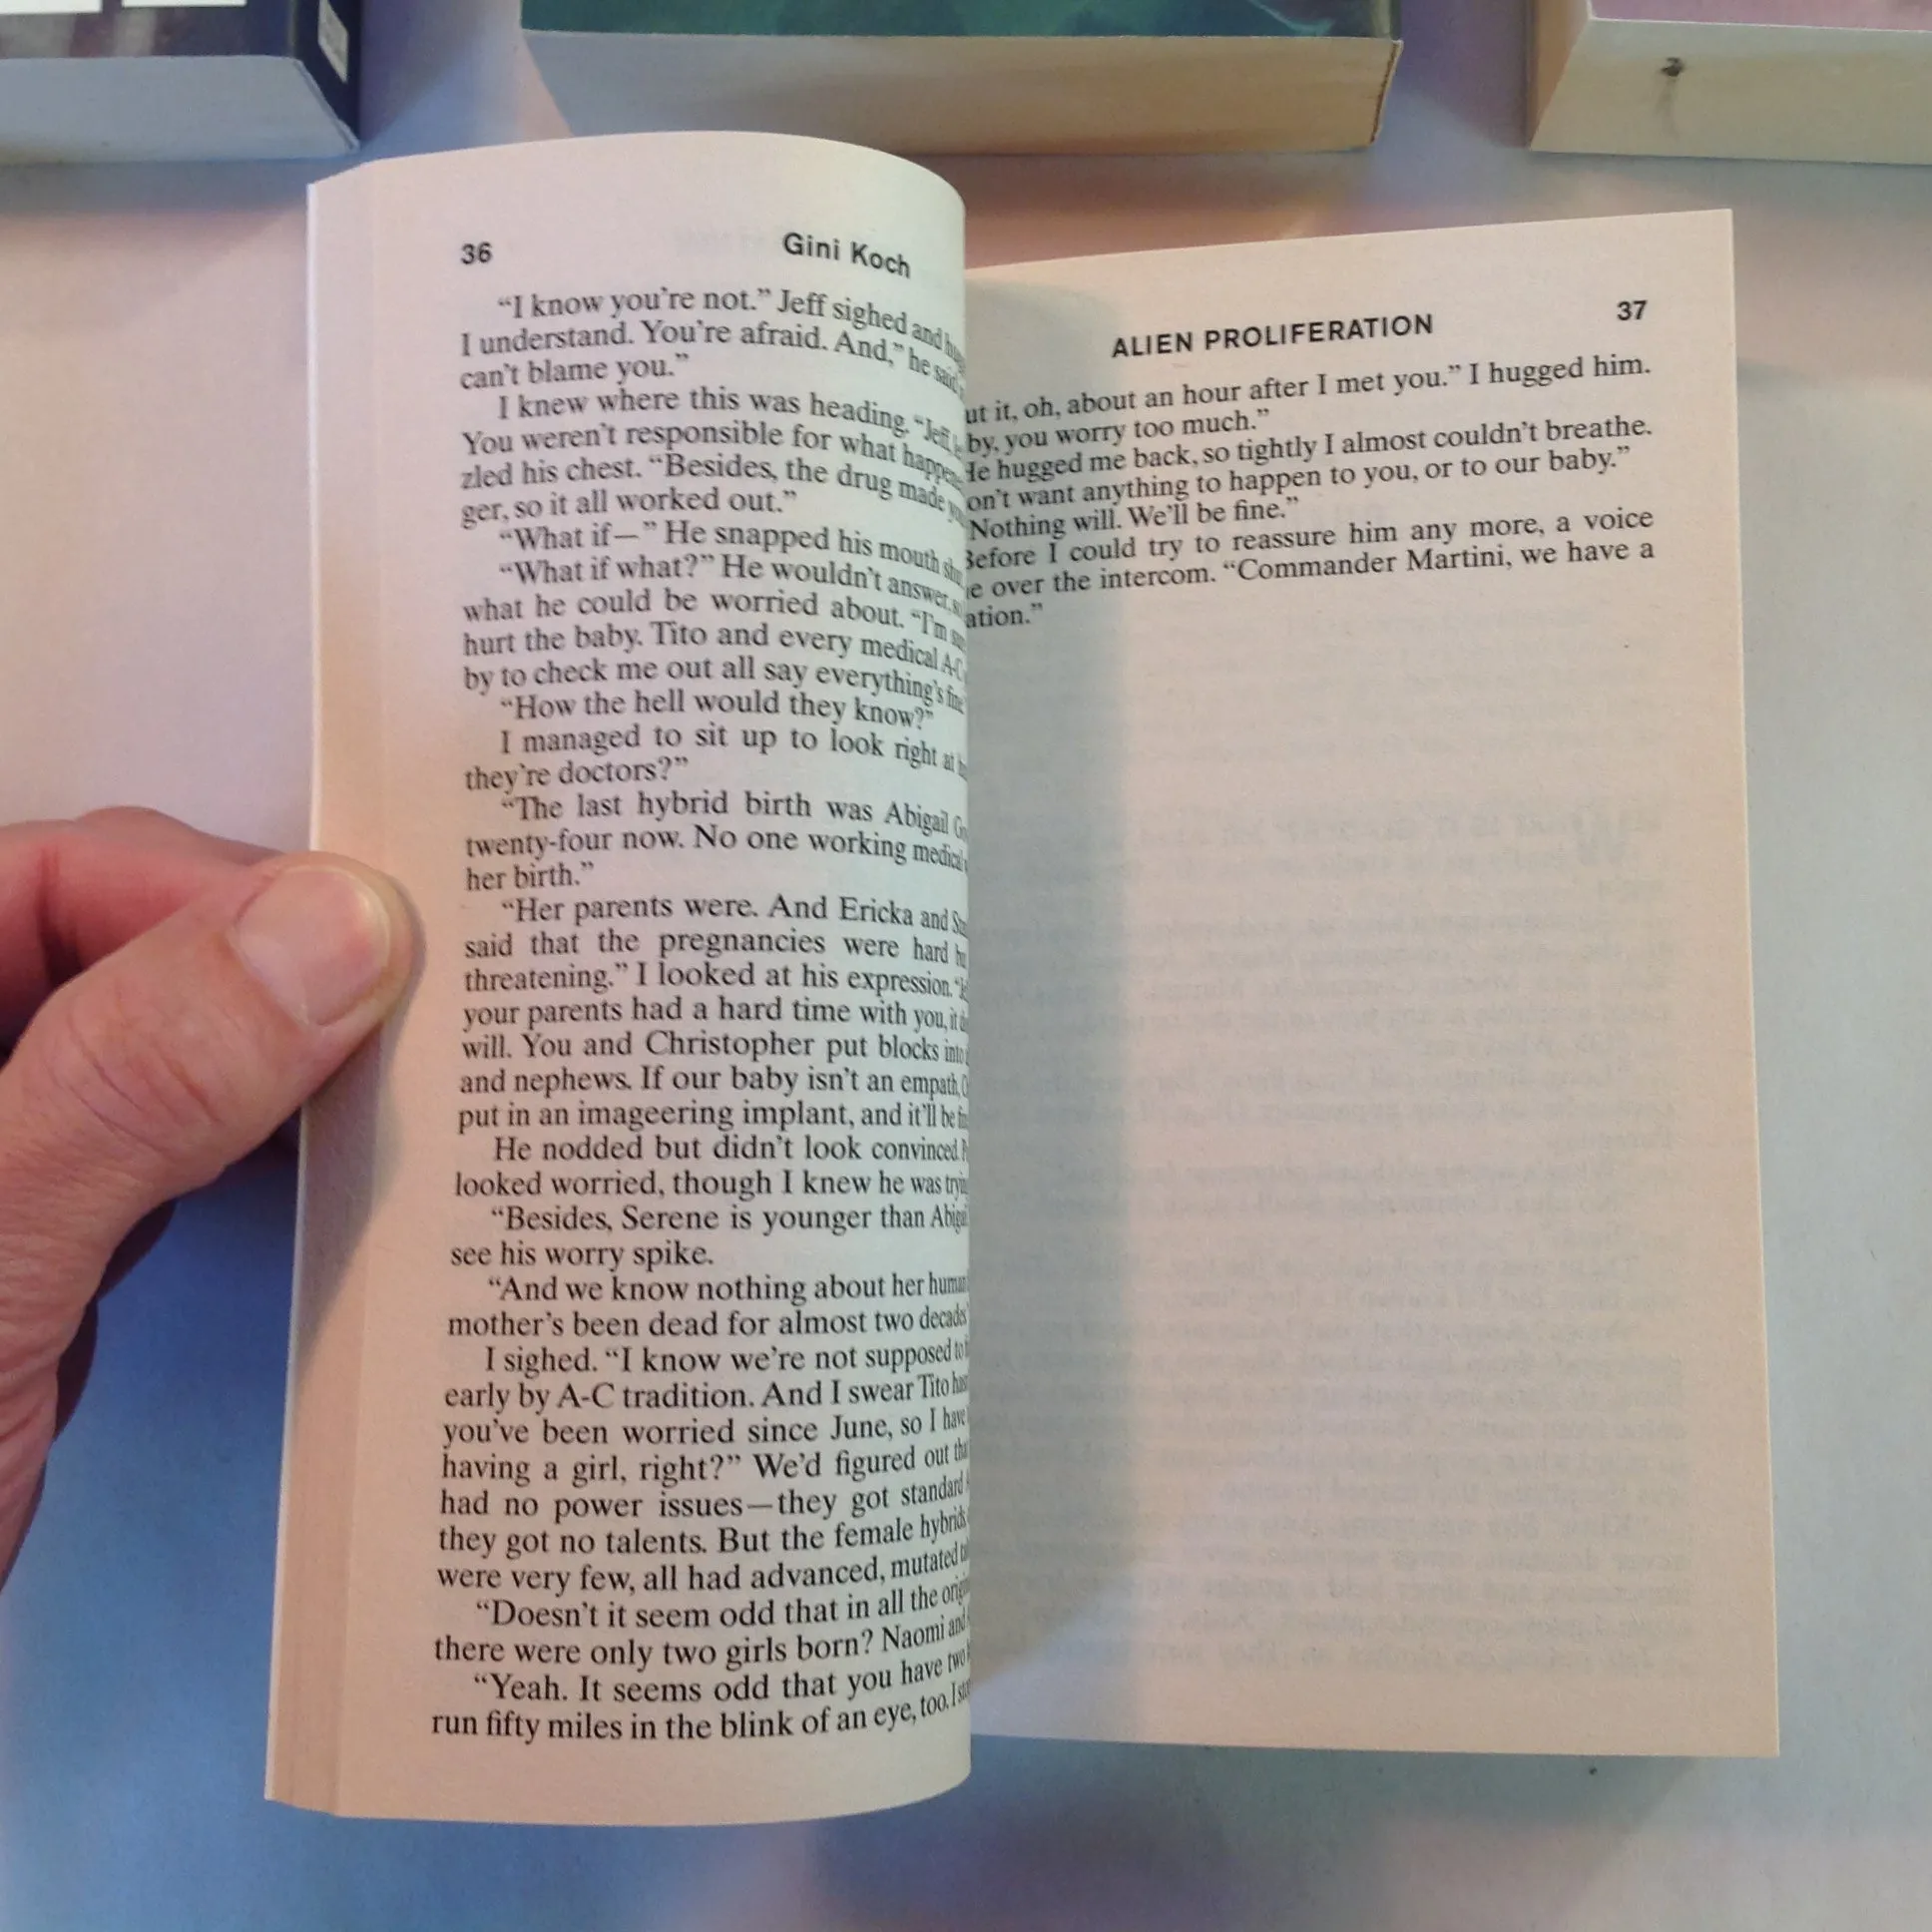 36
Gini Koch
“I know you’re not.” Jeff sighed and
I understand. You’re afraid. And,” he said
can’t blame you.”
I knew where this was heading. “Jeff,
You weren’t responsible for what
zled his chest. “Besides, the drug made
ger, so it all worked out.”
“What if—” He snapped his mouth
“What if what?” He wouldn’t answer,
what he could be worried about. “I’m
hurt the baby. Tito and every medical A-C
by to check me out all say everything’s fine
“How the hell would they know?”
I managed to sit up to look right at
they’re doctors?”
“The last hybrid birth was Abigail
twenty-four now. No one working medical
her birth.”
“Her parents were. And Ericka and
said that the pregnancies were hard
threatening.” I looked at his expression.
your parents had a hard time with you, it
will. You and Christopher put blocks into
and nephews. If our baby isn’t an empath,
put in an imageering implant, and it’ll be
He nodded but didn’t look convinced.
looked worried, though I knew he was
“Besides, Serene is younger than
see his worry spike.
“And we know nothing about her
mother’s been dead for almost two decades
I sighed. “I know we’re not supposed to
early by A-C tradition. And I swear Tito
you’ve been worried since June, so I have
having a girl, right?” We’d figured out
had no power issues—they got standard
they got no talents. But the female hybrids
were very few, all had advanced, mutated
“Doesn’t it seem odd that in all the
there were only two girls born? Naomi and
“Yeah. It seems odd that you have two
run fifty miles in the blink of an eye, too. I
ALIEN PROLIFERATION
37
ut it, oh, about an hour after I met you.” I hugged him.
by, you worry too much.”
He hugged me back, so tightly I almost couldn’t breathe.
on’t want anything to happen to you, or to our baby.”
“Nothing will. We’ll be fine.”
Before I could try to reassure him any more, a voice
e over the intercom. “Commander Martini, we have a
ation.”